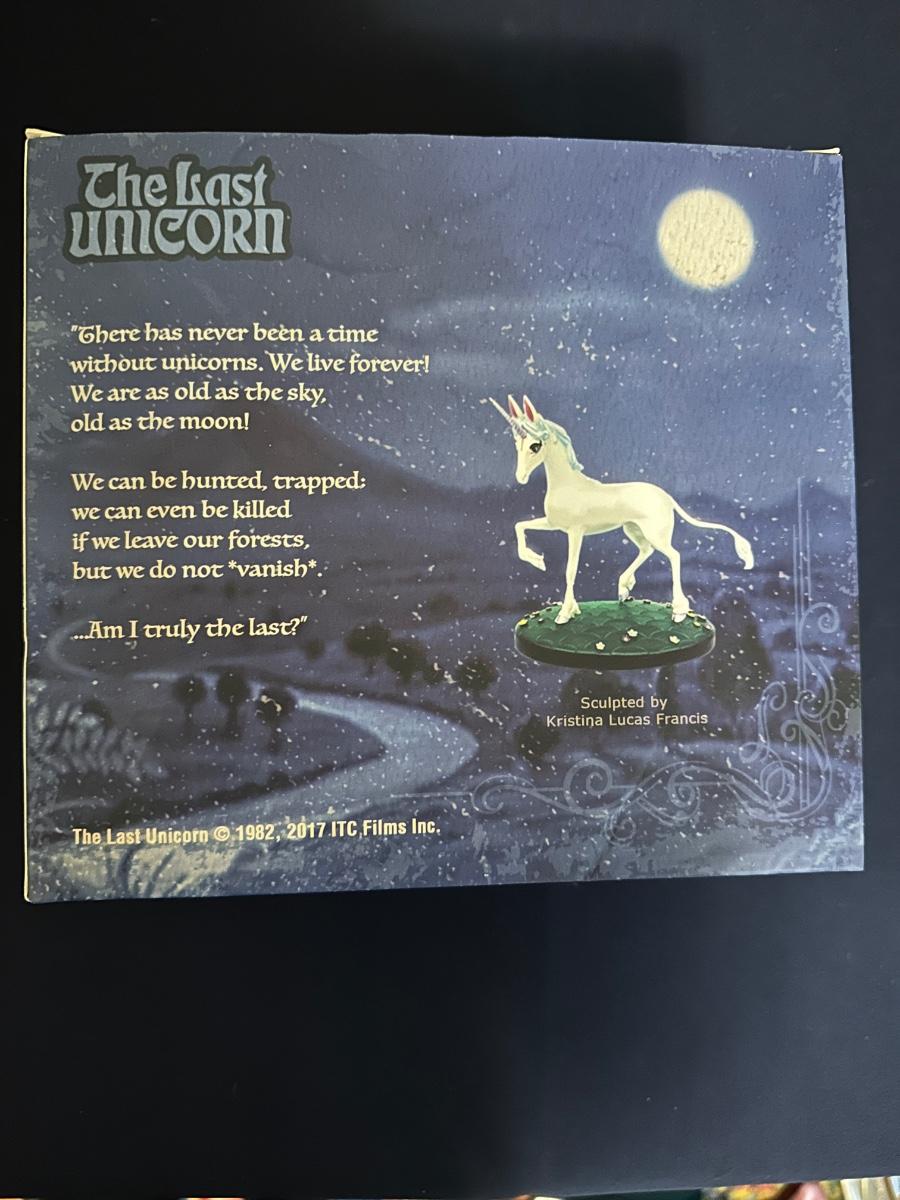 The Last
UNICORN
"There has never been a time
without unicorns. We live forever!
We are as old as the sky,
old as the moon!
We can be hunted, trapped;
we can even be killed
if we leave our forests,
but we do not *vanish*.
...Am I truly the last?"
Sculpted by
Kristina Lucas Francis
The Last Unicorn © 1982, 2017 ITC Films Inc.